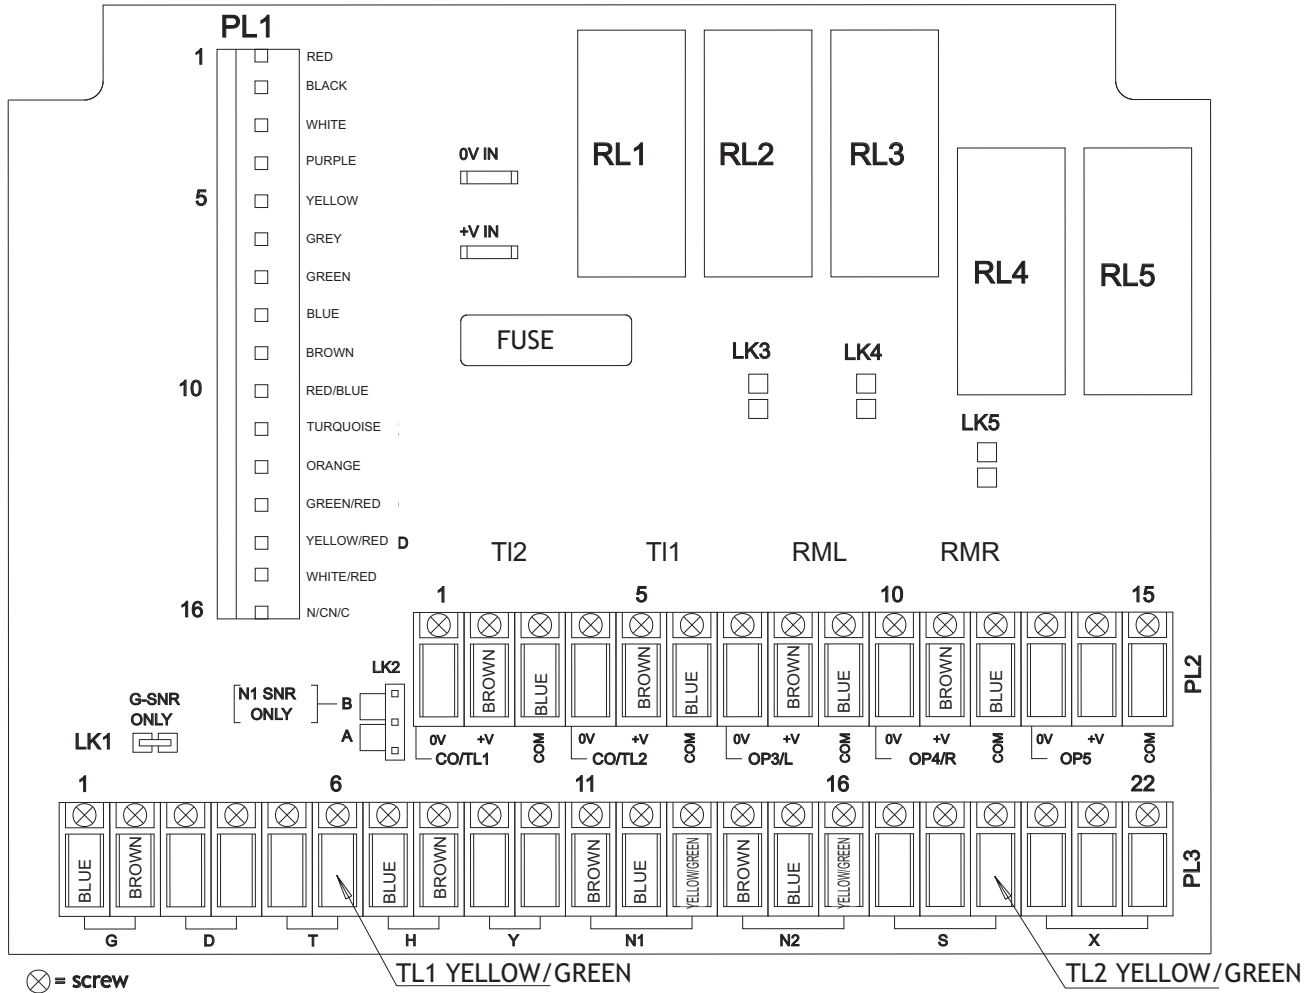 PL1
1
RED
BLACK
WHITE
PURPLE
5
YELLOW
GREY
GREEN
BLUE
BROWN
10
RED/BLUE
TURQUOISE
ORANGE
GREEN/RED
YELLOW/RED D
WHITE/RED
16
N/CN/C
0V IN
+V IN
FUSE
RL1
RL2
RL3
RL4
RL5
LK3
LK4
LK5
TI2
TI1
RML
RMR
1
5
10
15
BROWN
BLUE
BROWN
BLUE
BROWN
BLUE
BROWN
BLUE
PL2
0V +V COM
CO/TL1
0V +V COM
CO/TL2
0V +V COM
OP3/L
0V +V COM
OP4/R
0V +V COM
OP5
LK2
B
A
N1 SNR
ONLY
G-SNR
ONLY
LK1
1
6
11
16
22
BLUE
BROWN
BLUE
BROWN
BROWN
BLUE
YELLOW/GREEN
BROWN
BLUE
YELLOW/GREEN
PL3
G
D
T
H
Y
N1
N2
S
X
= screw
TL1 YELLOW/GREEN
TL2 YELLOW/GREEN